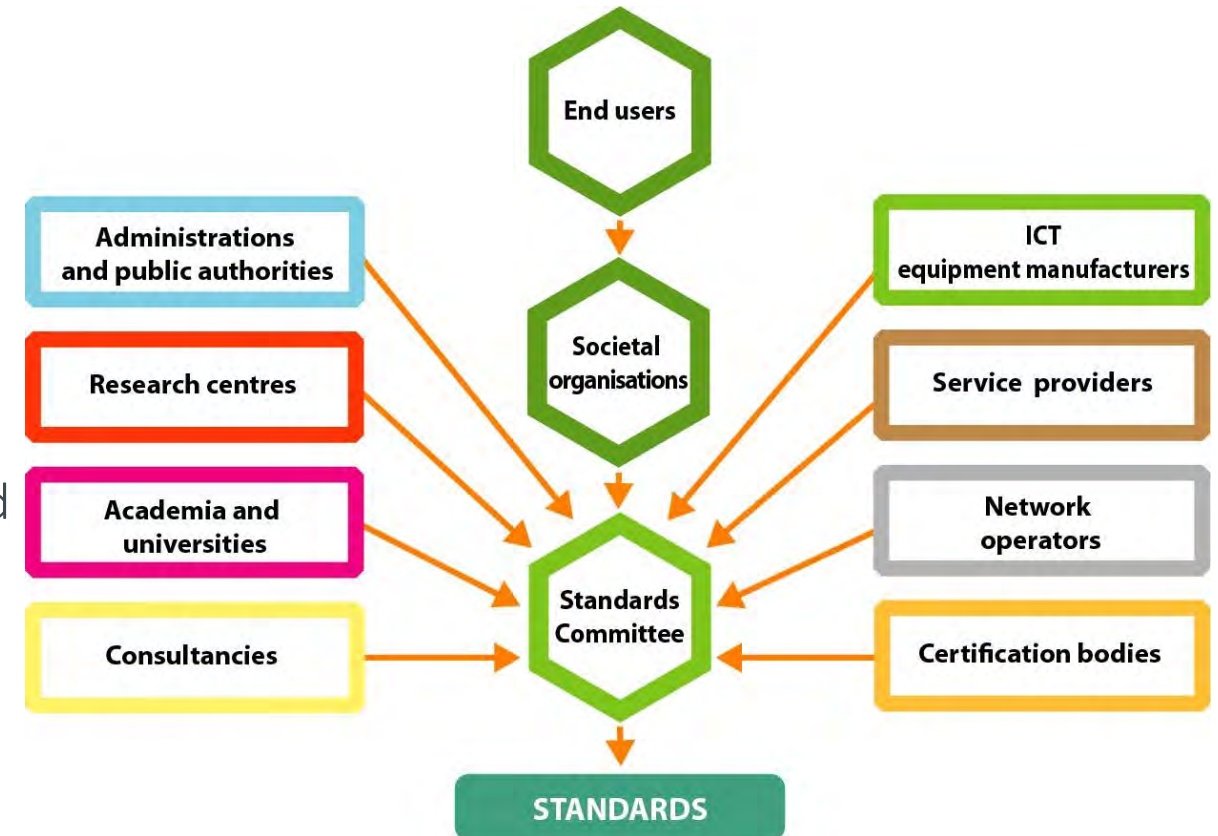 End users
Administrations
and public authorities
ICT
equipment manufacturers
Societal
organisations
Research centres
Service providers
Academia and
universities
Network
operators
Standards
Committee
Consultancies
Certification bodies
STANDARDS